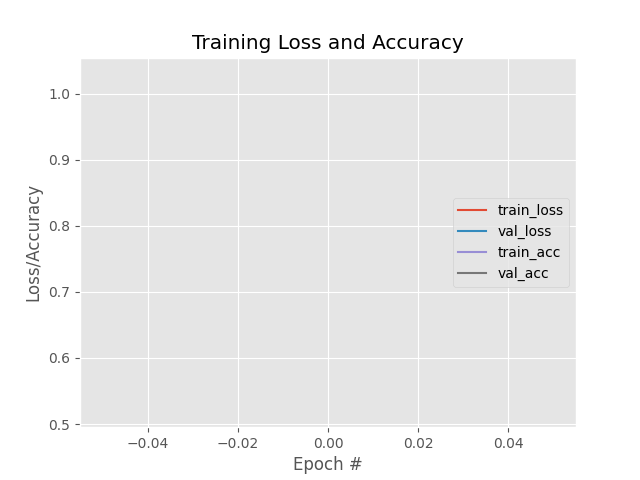 Training Loss and Accuracy
1.0
0.9
0.8
0.7
0.6
0.5
Loss/Accuracy
train_loss
val_loss
train_acc
val_acc
−0.04 −0.02 0.00 0.02 0.04
Epoch #